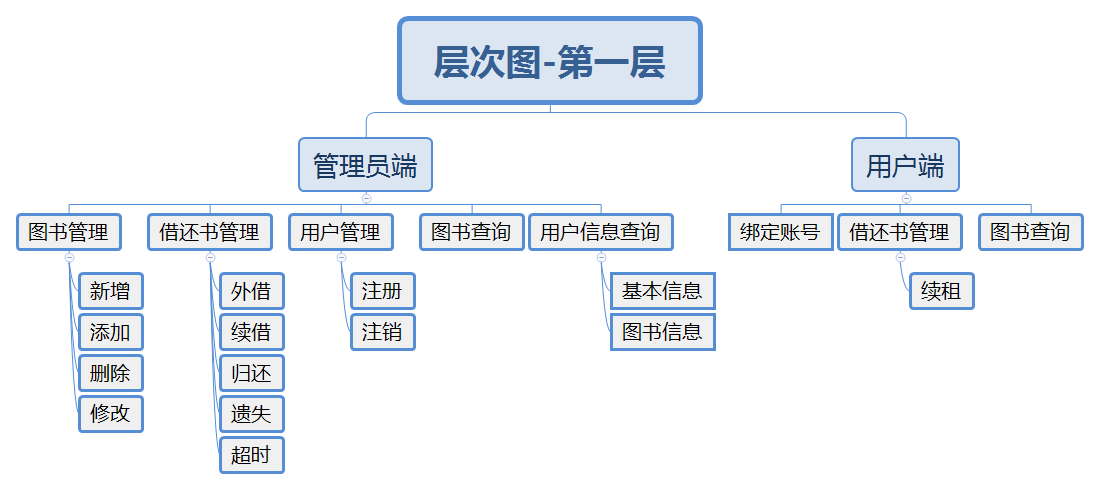 层次图-第一层
管理员端
用户端
图书管理
借还书管理
用户管理
图书查询
用户信息查询
绑定账号
借还书管理
图书查询
新增
添加
删除
修改
外借
续借
归还
遗失
超时
注册
注销
基本信息
图书信息
续租